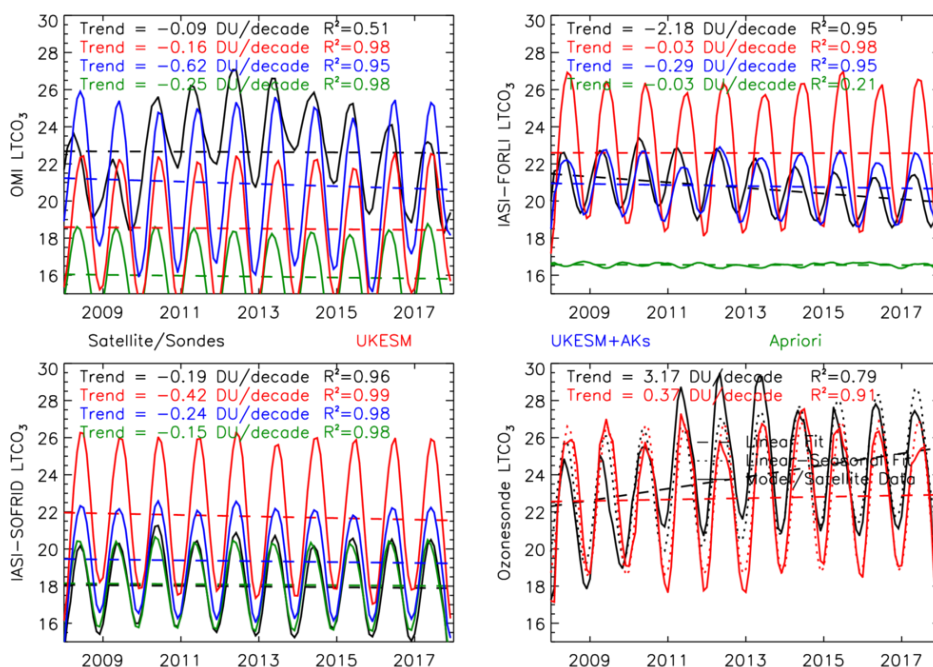 Trend = -0.09 DU/decade R²=0.51
Trend = -0.16 DU/decade R²=0.98
Trend = -0.62 DU/decade R²=0.95
Trend = -0.25 DU/decade R²=0.98
30
28
26
24
22
20
18
16
OMI LTCO₃
2009 2011 2013 2015 2017
Trend = -2.18 DU/decade R²=0.95
Trend = -0.03 DU/decade R²=0.98
Trend = -0.29 DU/decade R²=0.95
Trend = -0.03 DU/decade R²=0.21
30
28
26
24
22
20
18
16
IASI-FORLI LTCO₃
2009 2011 2013 2015 2017
Satellite/Sondes UKESM UKESM+AKs Apriori
Trend = -0.19 DU/decade R²=0.96
Trend = -0.42 DU/decade R²=0.99
Trend = -0.24 DU/decade R²=0.98
Trend = -0.15 DU/decade R²=0.98
30
28
26
24
22
20
18
16
IASI-SOFRID LTCO₃
2009 2011 2013 2015 2017
Trend = 3.17 DU/decade R²=0.79
Trend = 0.37 DU/decade R²=0.91
30
28
26
24
22
20
18
16
Ozonesonde LTCO₃
Linear Fit
Linear-Seasonal Fit
Model/Satellite Data
2009 2011 2013 2015 2017